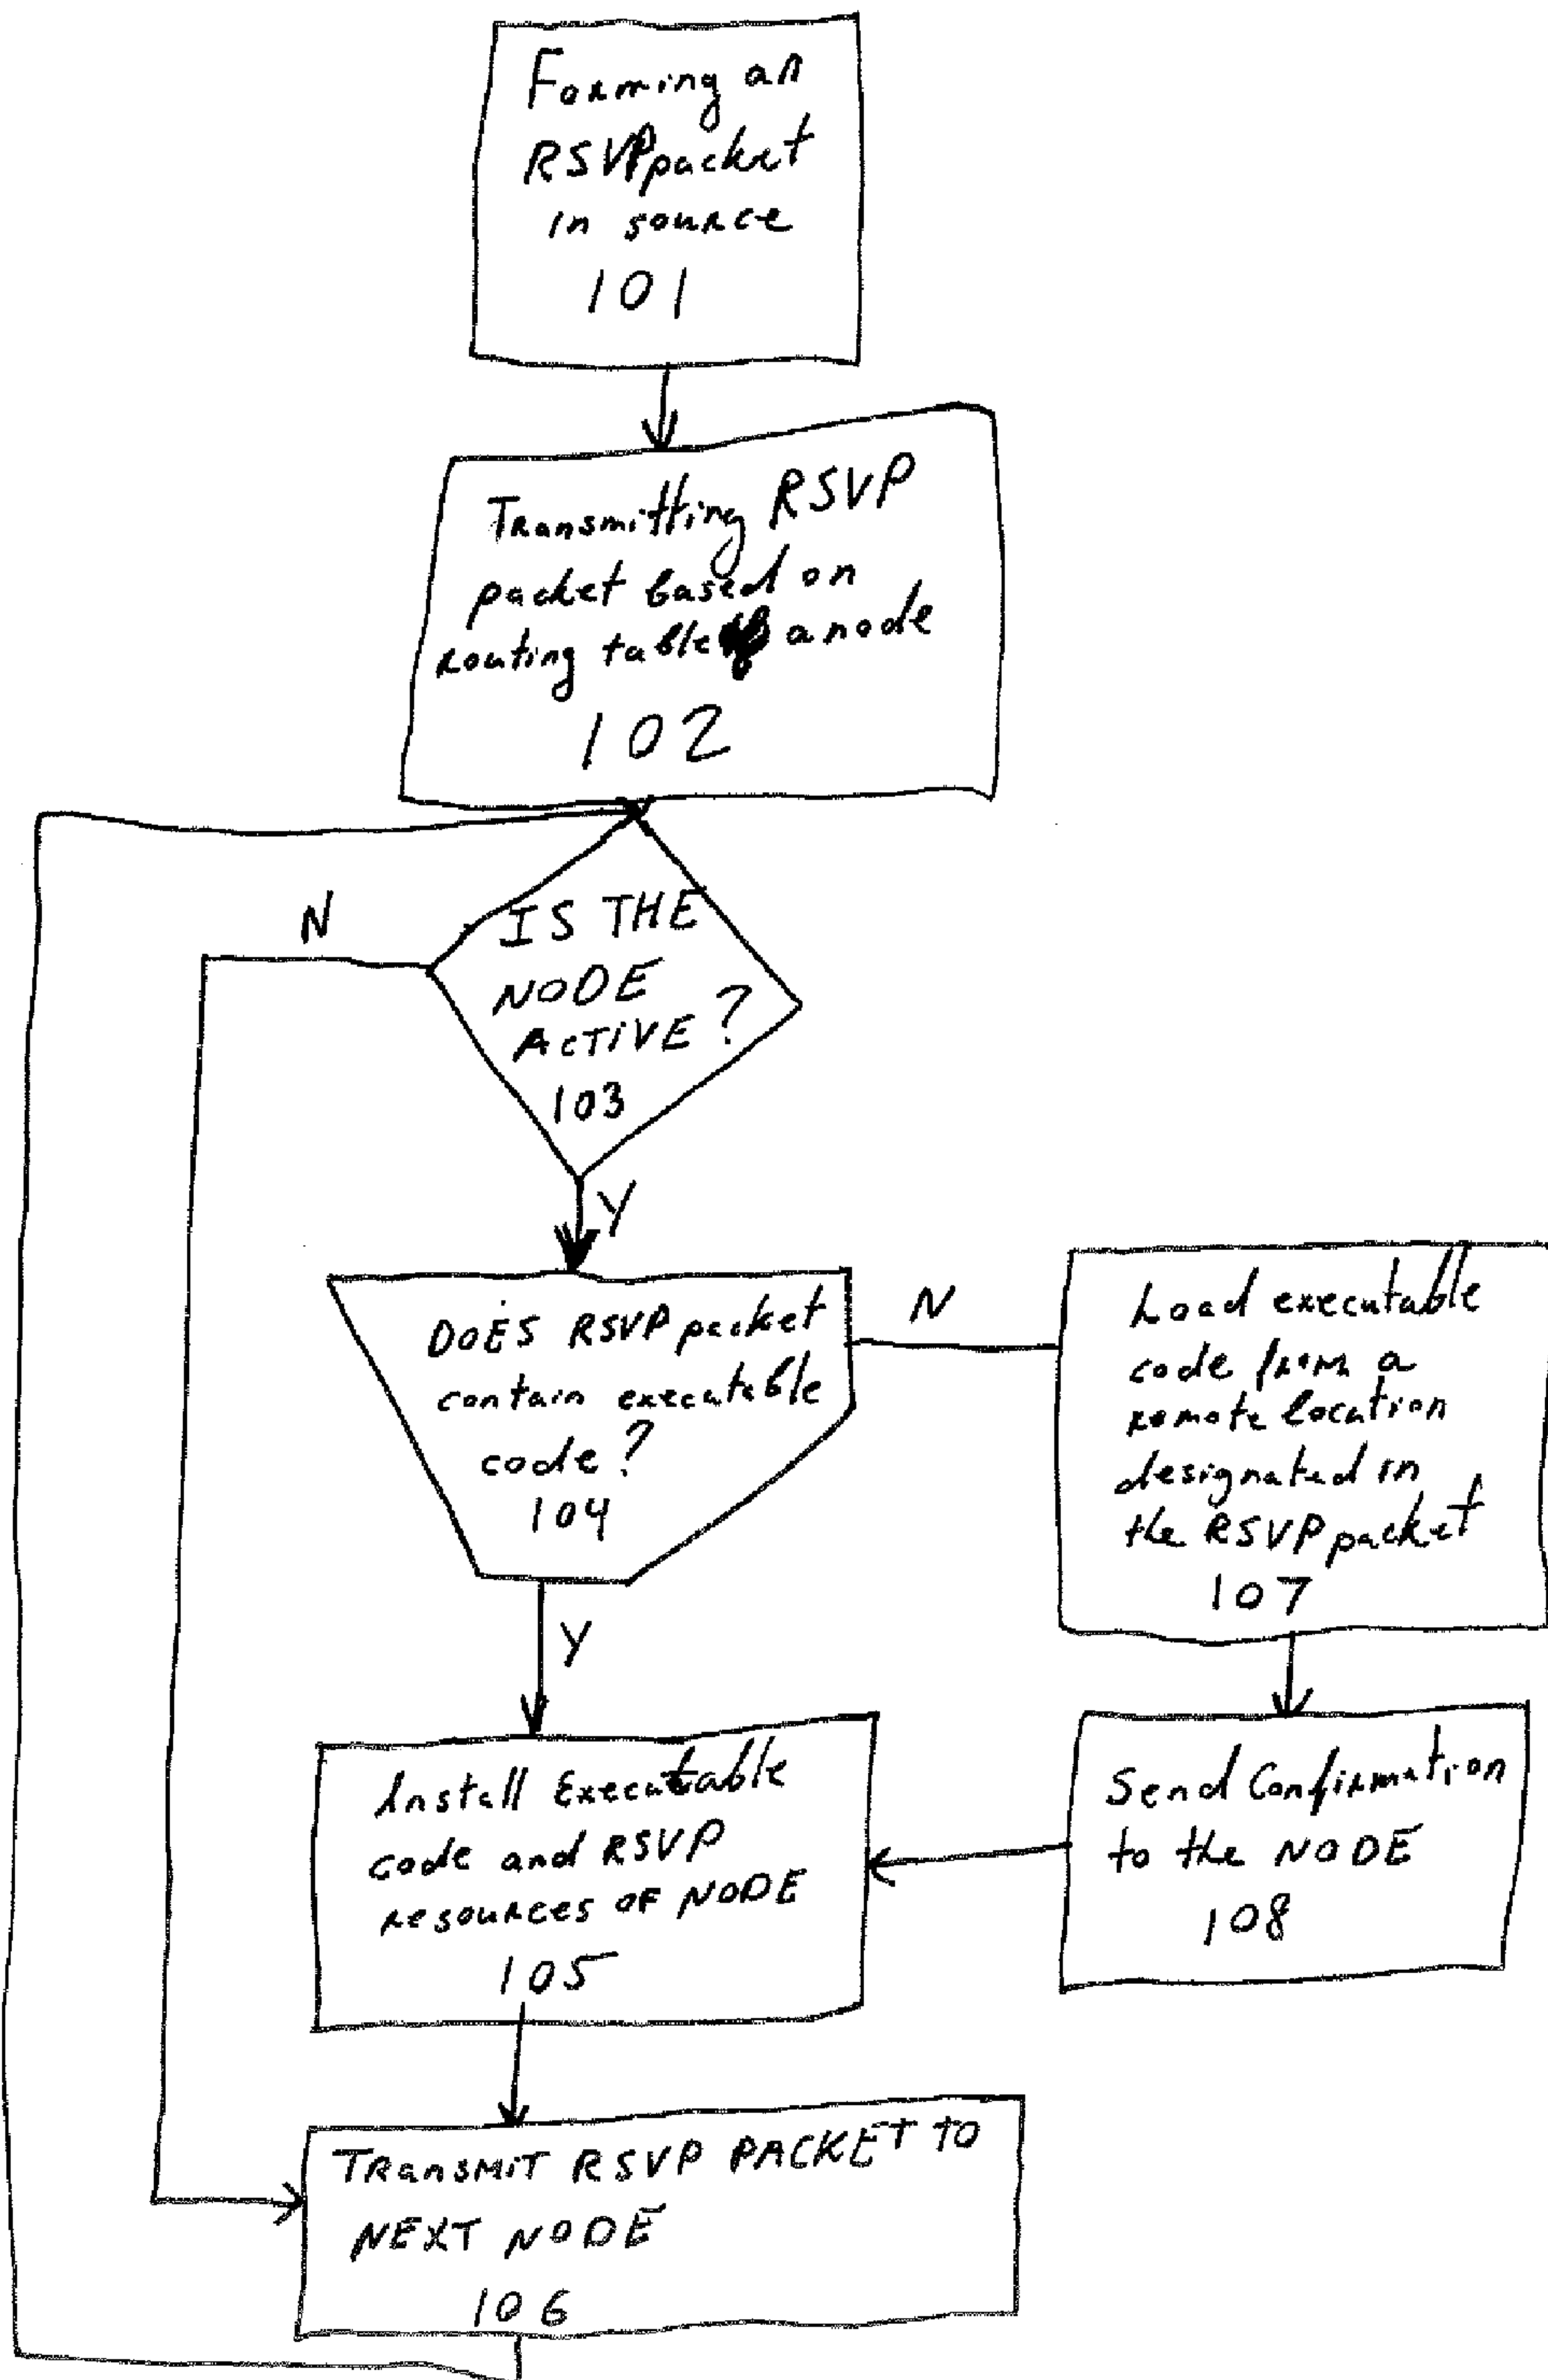 Forming an
RSVP packet
in source
101
Transmitting RSVP
packet based on
routing table a node
102
N
IS THE
NODE
ACTIVE?
103
Y
DOES RSVP packet
contain executable
code?
104
N
Load executable
code from a
remote location
designated in
the RSVP packet
107
Y
Install Executable
code and RSVP
resources OF NODE
105
Send Confirmation
to the NODE
108
TRansMiT RSVP PACKET TO
NEXT NODE
106